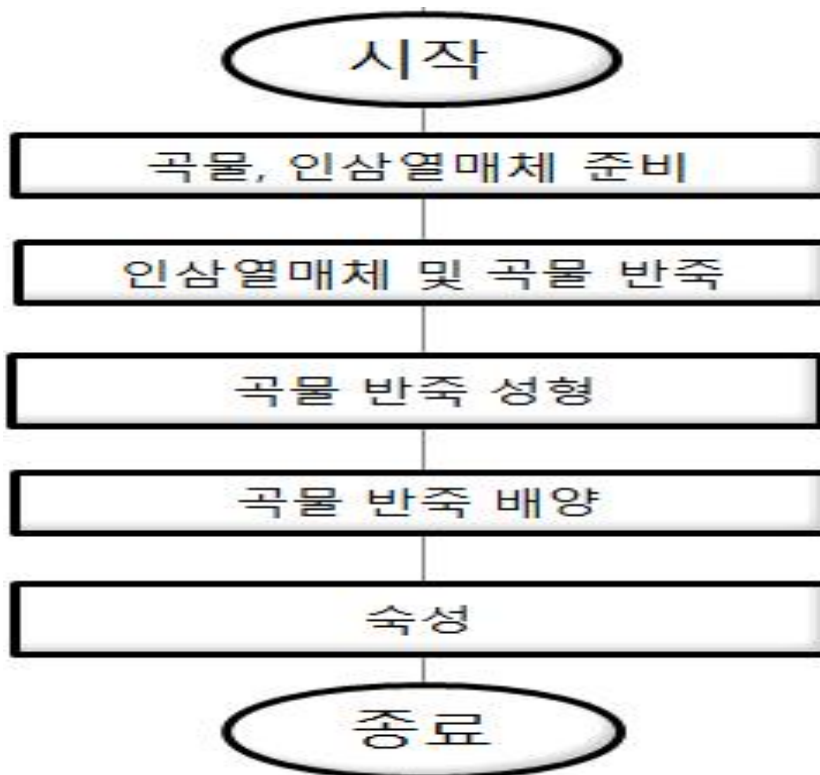 시작
곡물, 인삼열매체 준비
인삼열매체 및 곡물 반죽
곡물 반죽 성형
곡물 반죽 배양
숙성
종료